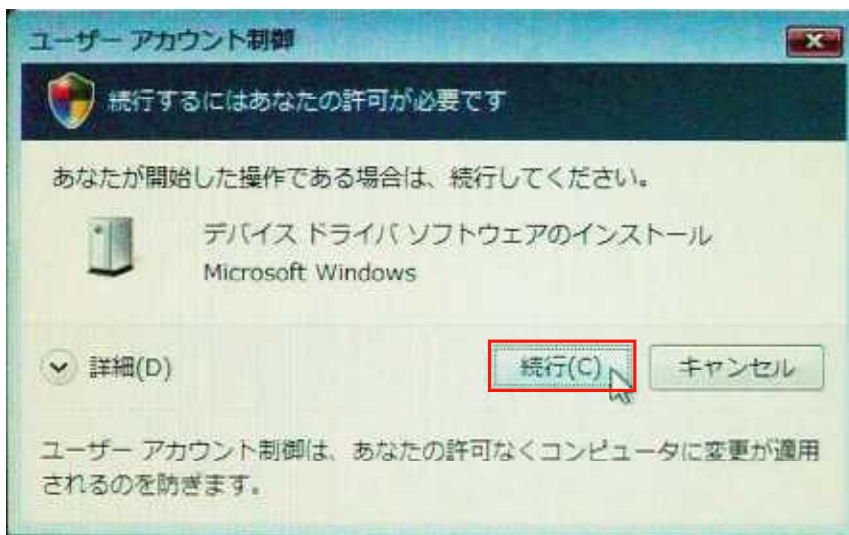 ユーザー アカウント制御
続行するにはあなたの許可が必要です
あなたが開始した操作である場合は、続行してください。
デバイス ドライバ ソフトウェアのインストール
Microsoft Windows
詳細(D)
続行(C)
キャンセル
ユーザー アカウント制御は、あなたの許可なくコンピュータに変更が適用
されるのを防ぎます。